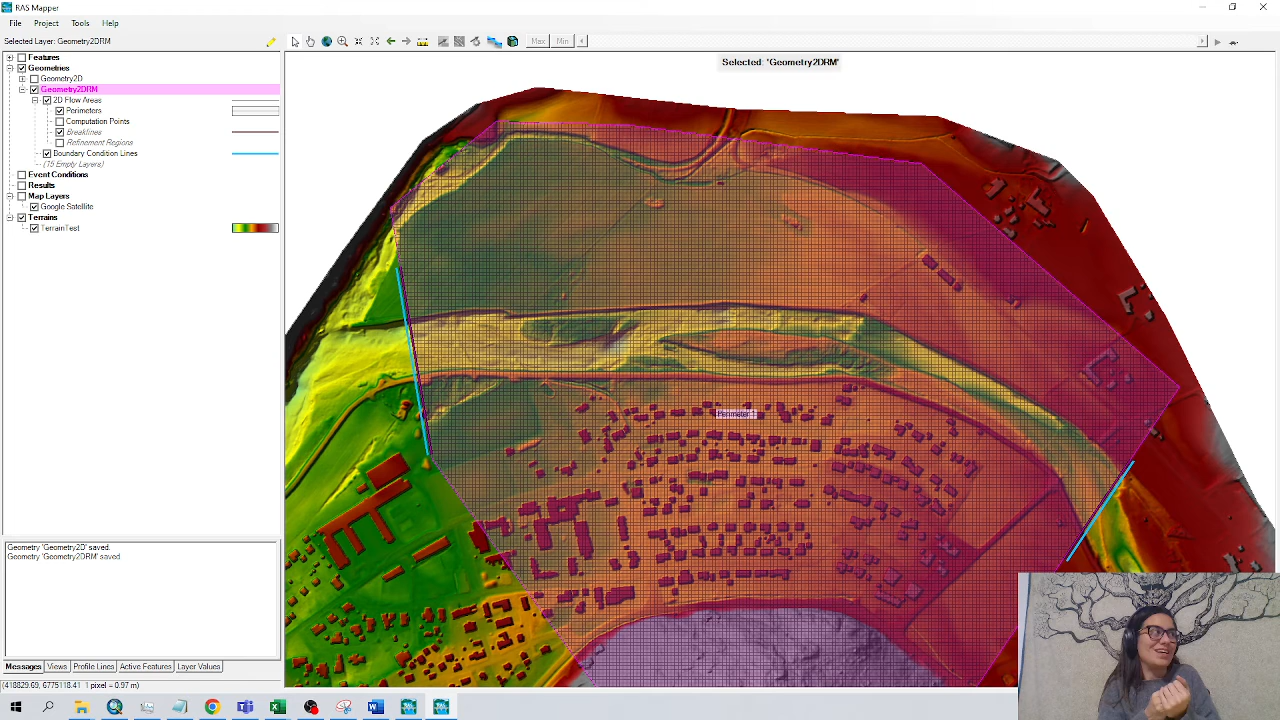 RAS Mapper
File Project Tools Help
Selected Layer: Geometry2DRM
Max Min
Features
Geometries
Geometry2D
Geometry2DRM
2D Flow Areas
Perimeters
Computation Points
Breaklines
Refinement Regions
Boundary Condition Lines
(15 Empty Layers)
Event Conditions
Results
Map Layers
Google Satellite
Terrains
TerrainTest
Selected: 'Geometry2DRM'
Perimeter 1
Geometry 'Geometry2D' saved.
Geometry 'Geometry2DRM' saved.
Messages Views Profile Lines Active Features Layer Values